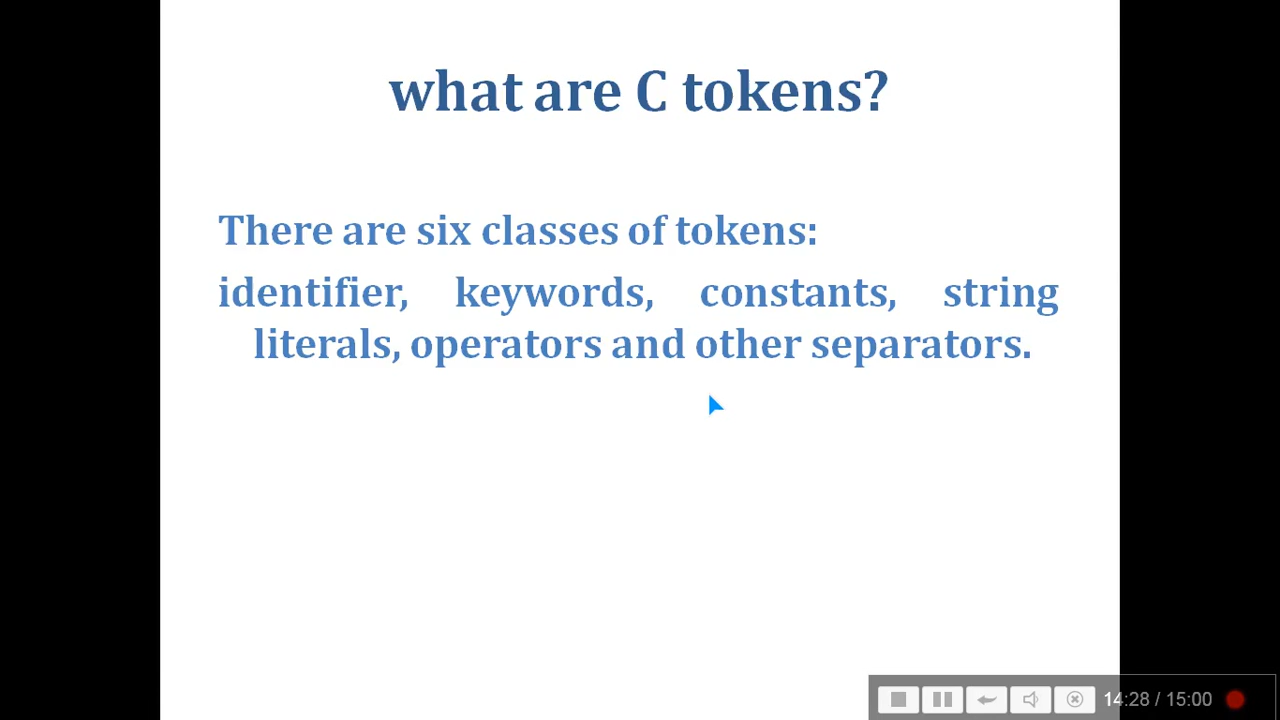 what are C tokens?
There are six classes of tokens:
identifier, keywords, constants, string
literals, operators and other separators.
14:28 / 15:00